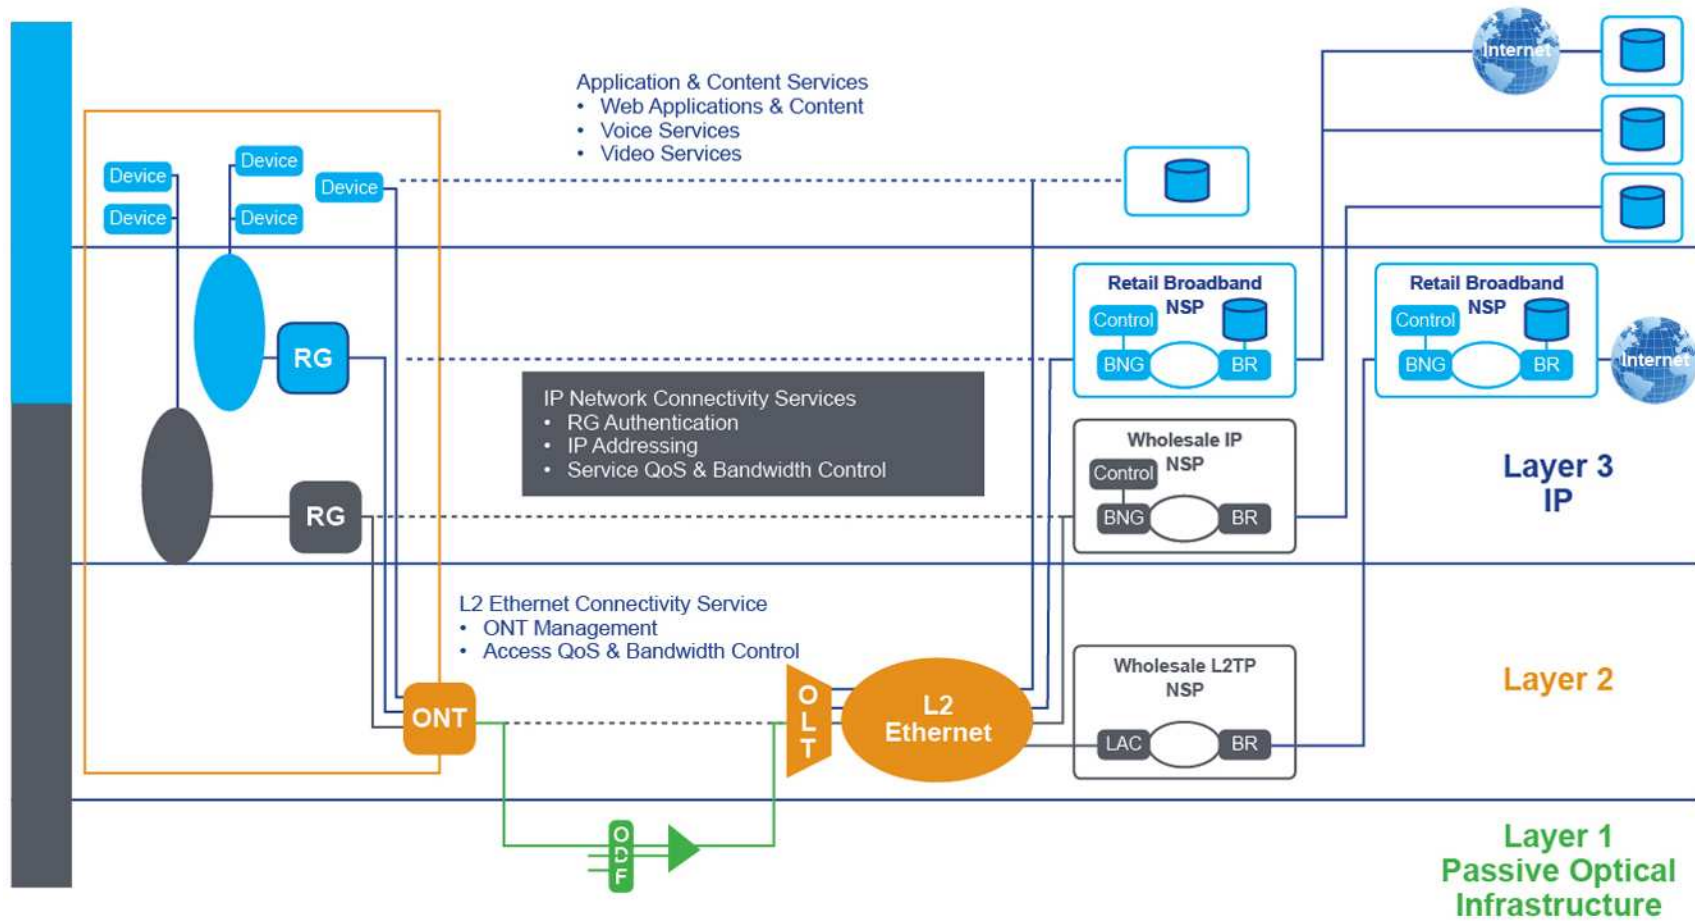 Internet
Application & Content Services
• Web Applications & Content
• Voice Services
• Video Services
Device
Device
Device
Device
Device
Retail Broadband
NSP
Control
BNG
BR
Retail Broadband
NSP
Control
BNG
BR
Internet
RG
IP Network Connectivity Services
• RG Authentication
• IP Addressing
• Service QoS & Bandwidth Control
Wholesale IP
NSP
Control
BNG
BR
Layer 3
IP
RG
L2 Ethernet Connectivity Service
• ONT Management
• Access QoS & Bandwidth Control
ONT
OLT
L2
Ethernet
Wholesale L2TP
NSP
LAC
BR
Layer 2
ODF
Layer 1
Passive Optical
Infrastructure